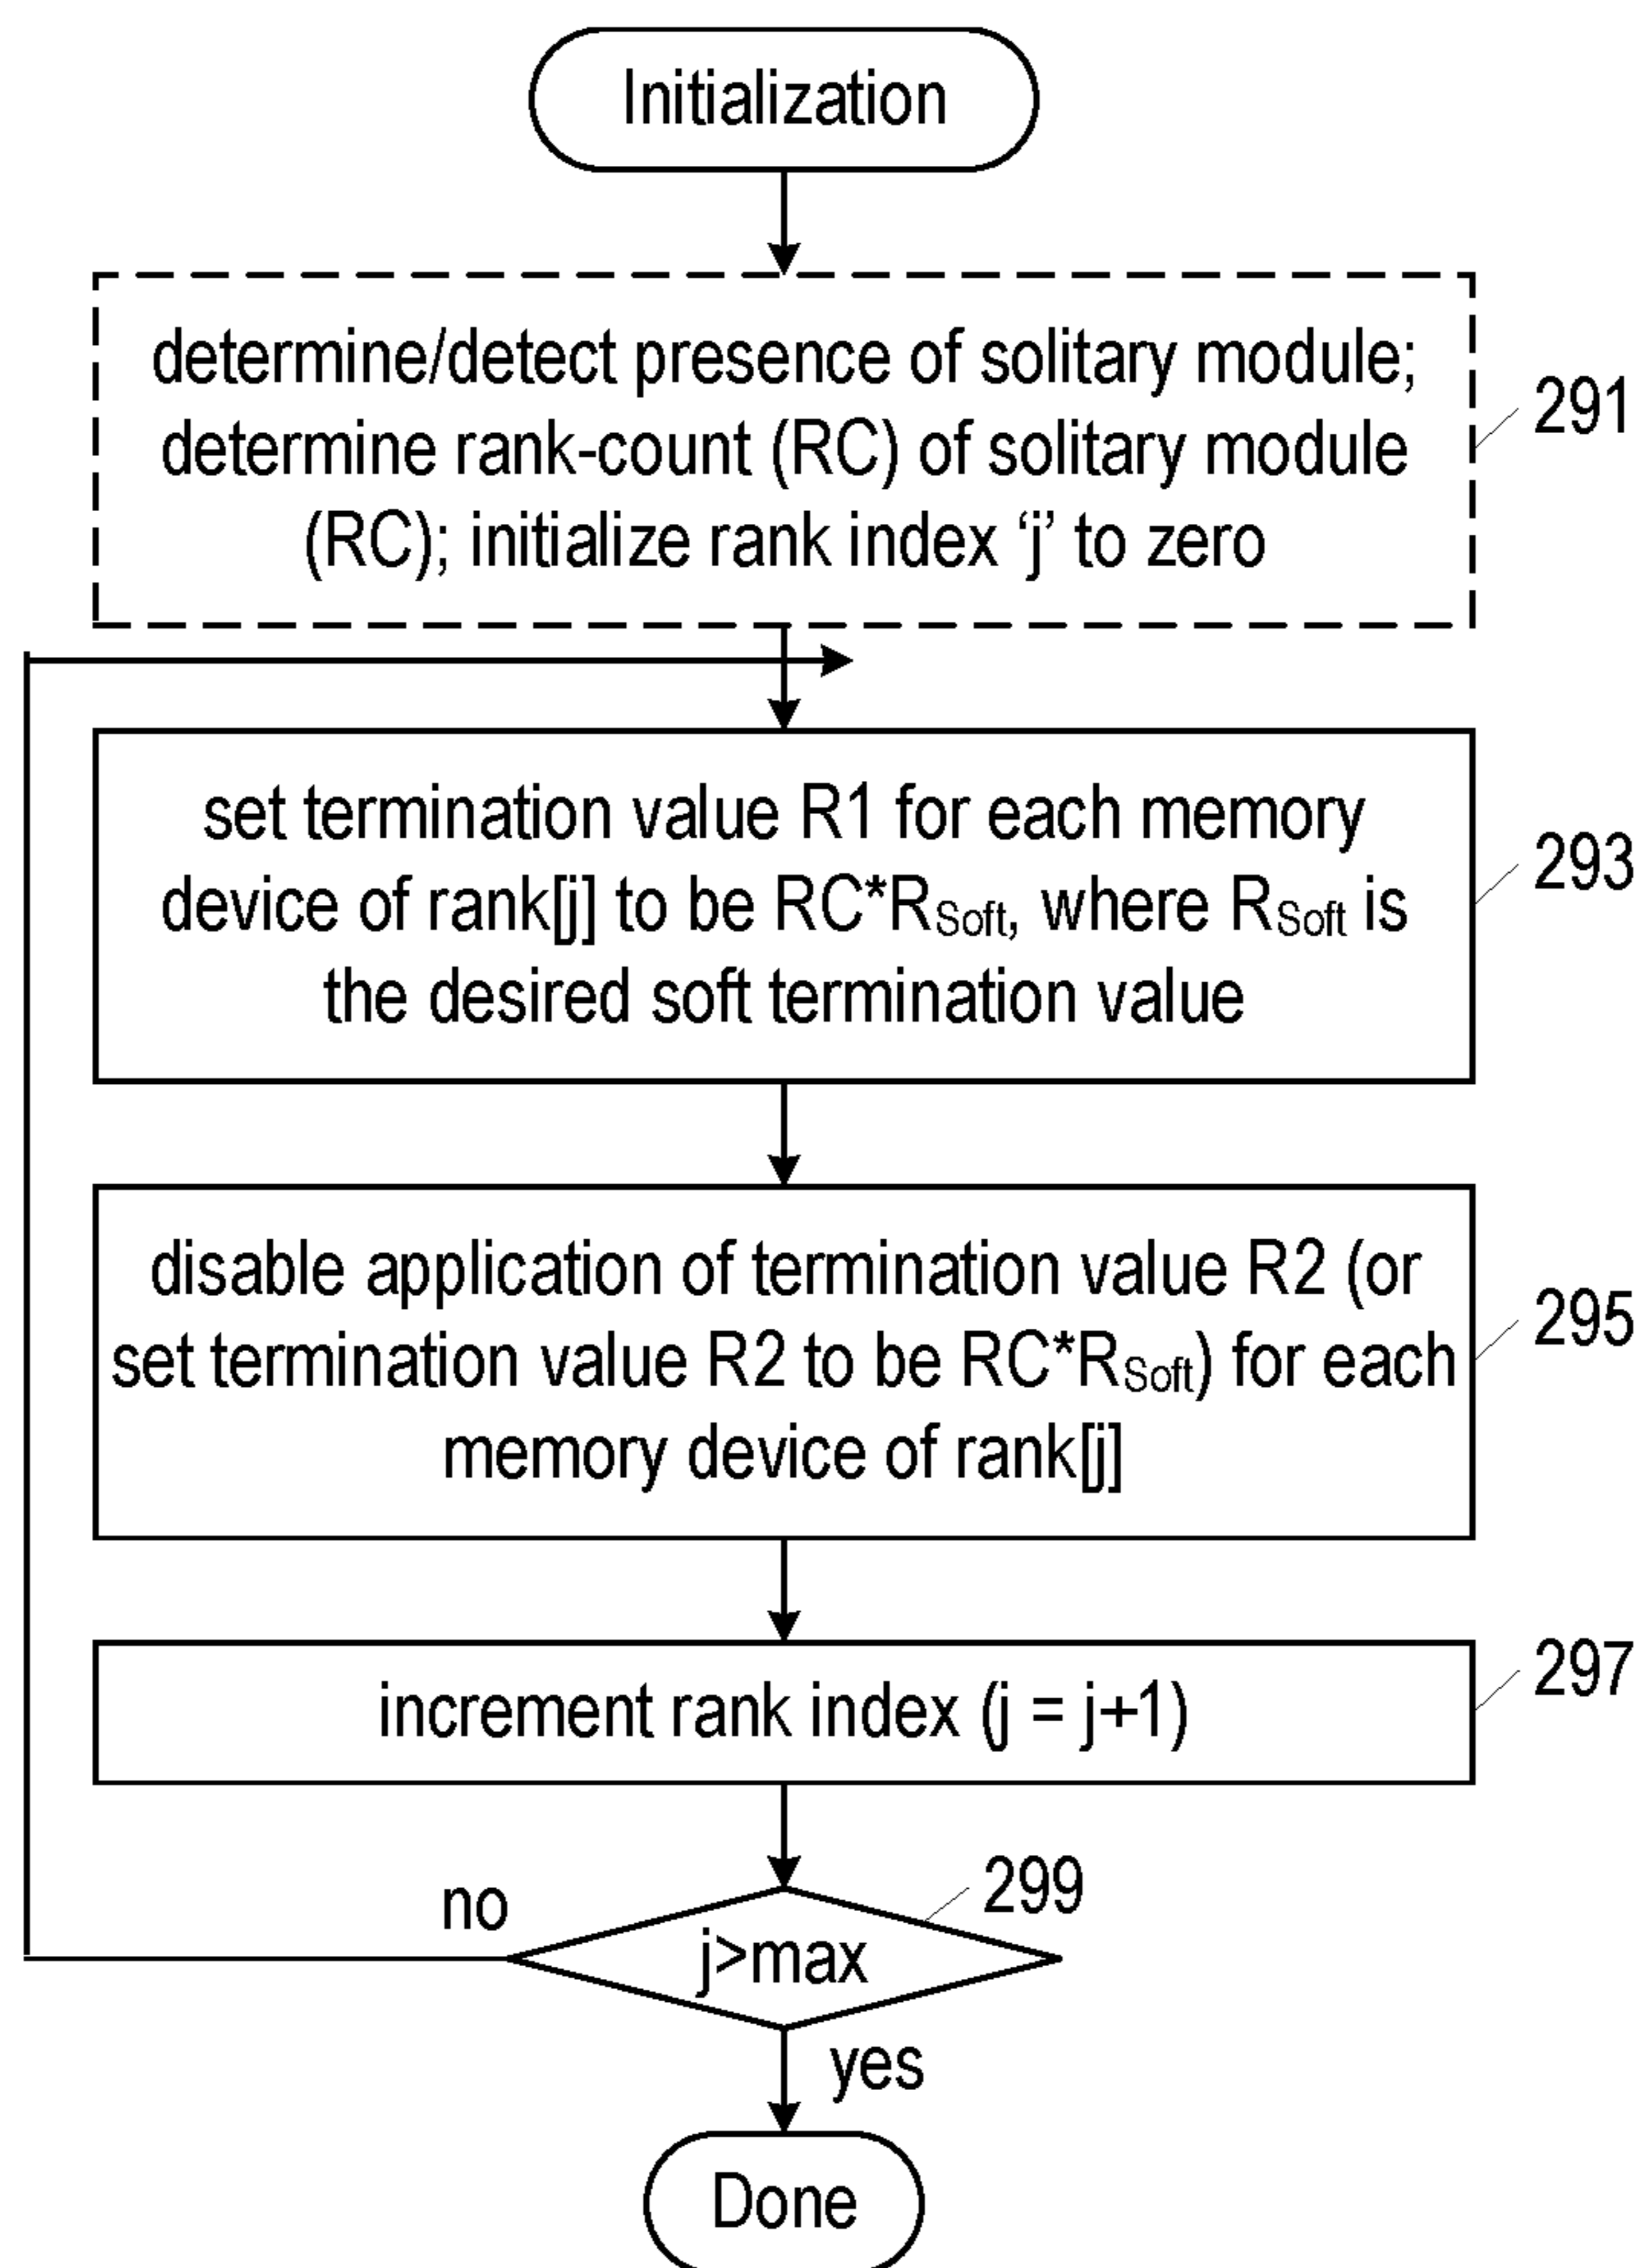 Initialization
determine/detect presence of solitary module;
determine rank-count (RC) of solitary module
(RC); initialize rank index ‘j’ to zero
291
set termination value R1 for each memory
device of rank[j] to be RC*RSoft, where RSoft is
the desired soft termination value
293
disable application of termination value R2 (or
set termination value R2 to be RC*RSoft) for each
memory device of rank[j]
295
increment rank index (j = j+1)
297
299
no
j>max
yes
Done